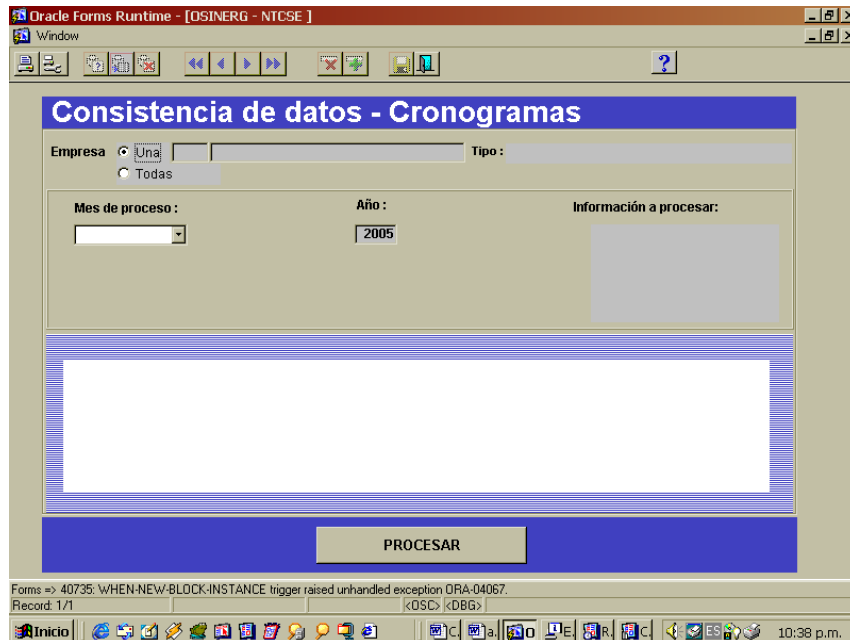 Oracle Forms Runtime - [OSINERG - NTCSE ]
Window
?
Consistencia de datos - Cronogramas
Empresa Una Tipo :
Todas
Mes de proceso : Año : Información a procesar:
2005
PROCESAR
Forms => 40735: WHEN-NEW-BLOCK-INSTANCE trigger raised unhandled exception ORA-04067.
Record: 1/1 <OSC> <DBG>
Inicio C. a. O E. R. C. ES 10:38 p.m.